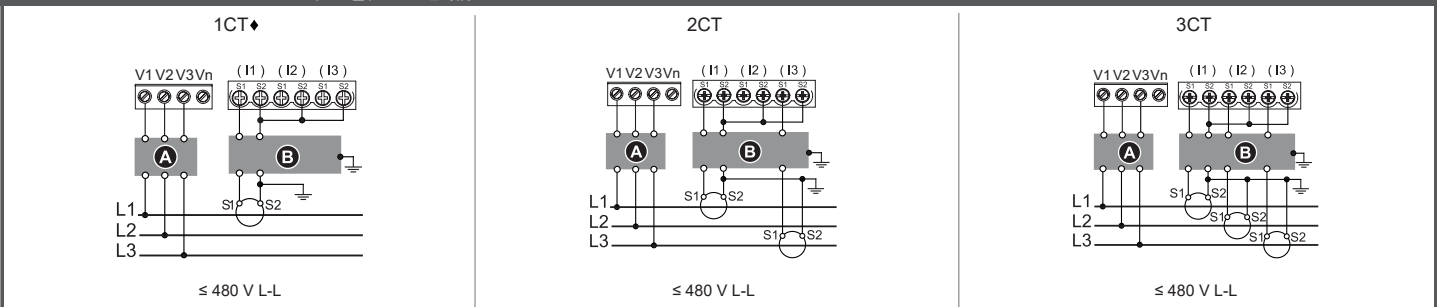 1CT♦
V1 V2 V3 Vn
( I1 ) ( I2 ) ( I3 )
S1 S2 S1 S2 S1 S2
A
B
S1 S2
L1
L2
L3
≤ 480 V L-L
2CT
V1 V2 V3 Vn
( I1 ) ( I2 ) ( I3 )
S1 S2 S1 S2 S1 S2
A
B
S1 S2
L1
L2
S1 S2
L3
≤ 480 V L-L
3CT
V1 V2 V3 Vn
( I1 ) ( I2 ) ( I3 )
S1 S2 S1 S2 S1 S2
A
B
S1 S2
L1
S1 S2
L2
S1 S2
L3
≤ 480 V L-L